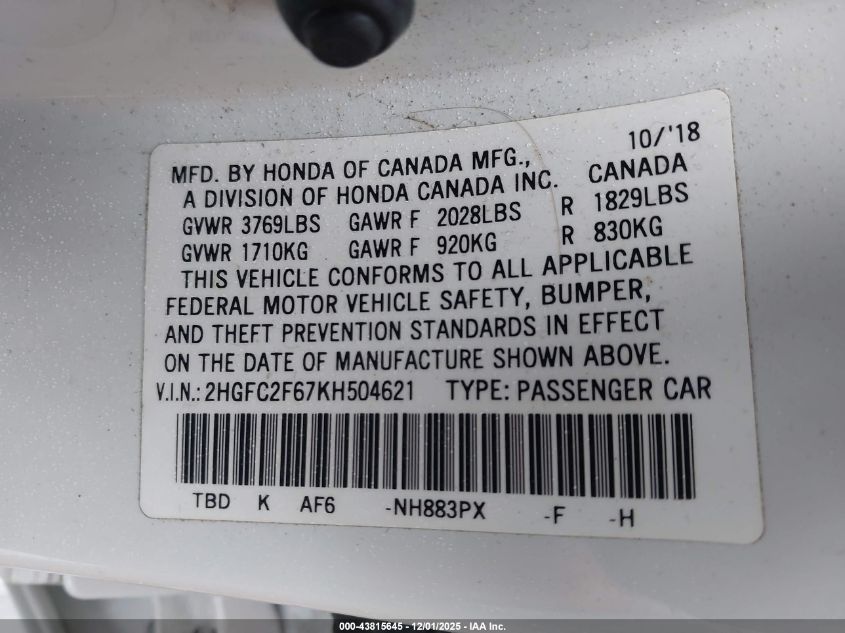 10/'18
MFD. BY HONDA OF CANADA MFG.,
A DIVISION OF HONDA CANADA INC. CANADA
GVWR 3769LBS GAWR F 2028LBS R 1829LBS
GVWR 1710KG GAWR F 920KG R 830KG
THIS VEHICLE CONFORMS TO ALL APPLICABLE
FEDERAL MOTOR VEHICLE SAFETY, BUMPER,
AND THEFT PREVENTION STANDARDS IN EFFECT
ON THE DATE OF MANUFACTURE SHOWN ABOVE.
V.I.N.: 2HGFC2F67KH504621 TYPE: PASSENGER CAR
TBD K AF6 -NH883PX -F -H
000-43815645 - 12/01/2025 - IAA Inc.